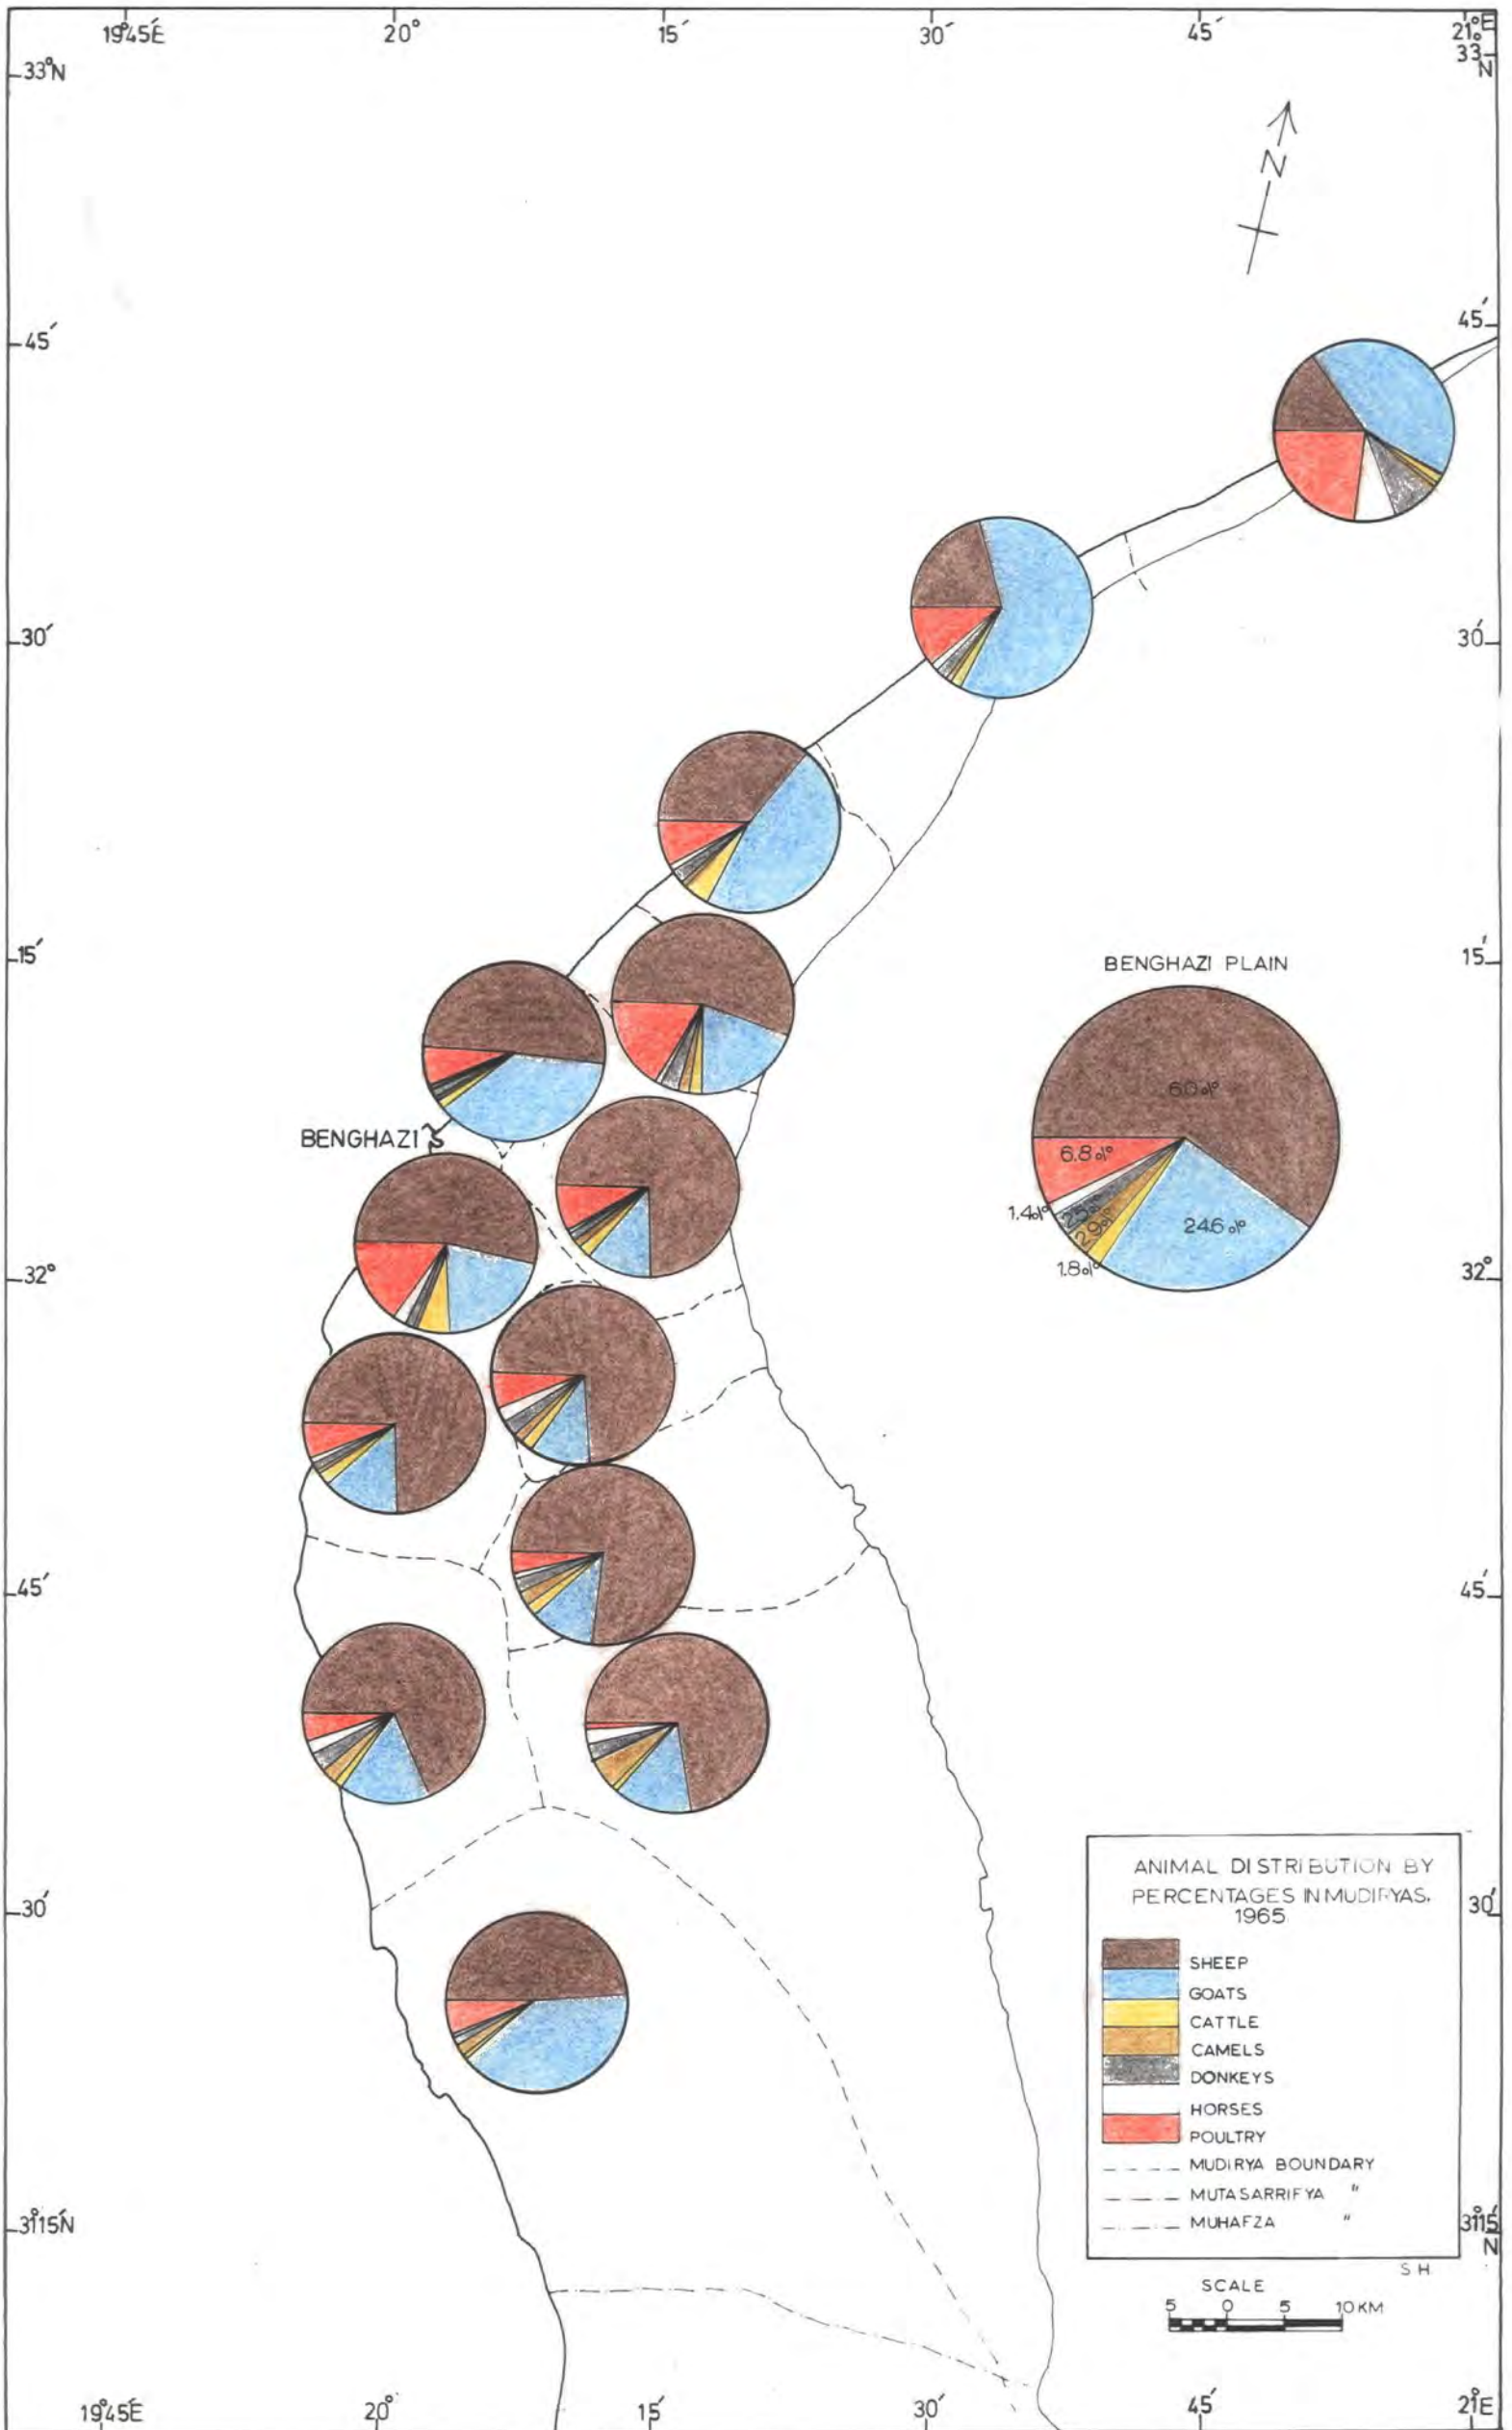 19°45′E 20° 15′ 30′ 45′ 21°E
33°N
33° N
N
45′ 45′
30′ 30′
15′ 15′
BENGHAZI PLAIN
60%
6.8%
1.4%
2.5%
2.9%
1.8%
24.6%
BENGHAZI
32° 32°
45′ 45′
30′ 30′
ANIMAL DISTRIBUTION BY
PERCENTAGES IN MUDIRYAS.
1965.
SHEEP
GOATS
CATTLE
CAMELS
DONKEYS
HORSES
POULTRY
MUDIRYA BOUNDARY
MUTASARRIFYA "
MUHAFZA "
31°15′N
31°15′ N
S H
SCALE
5 0 5 10 KM
19°45′E 20° 15′ 30′ 45′ 21°E